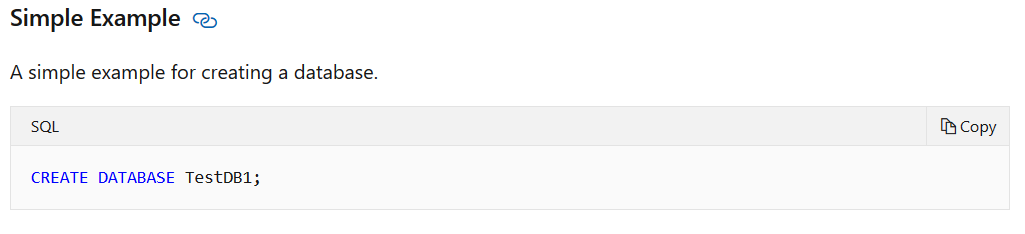 Simple Example
A simple example for creating a database.
SQL
Copy
CREATE DATABASE TestDB1;